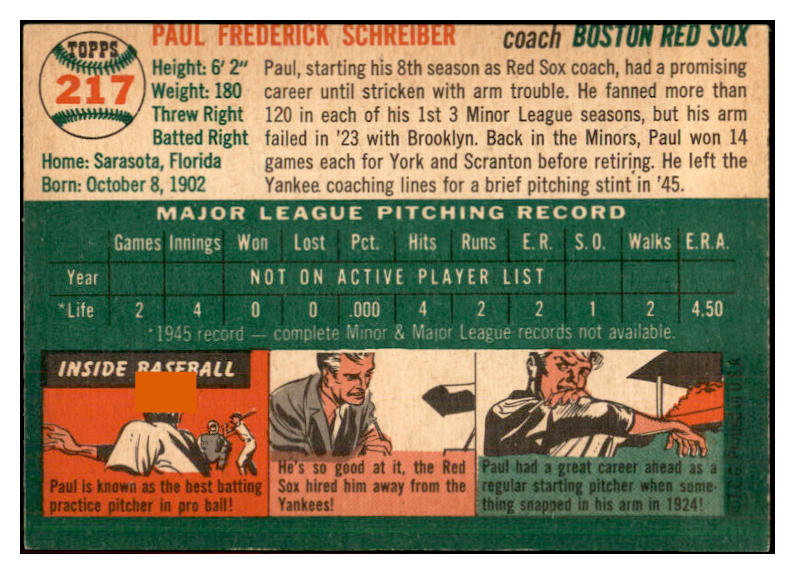 TOPPS
217
PAUL FREDERICK SCHREIBER coach BOSTON RED SOX
Height: 6' 2"
Weight: 180
Threw Right
Batted Right
Home: Sarasota, Florida
Born: October 8, 1902
Paul, starting his 8th season as Red Sox coach, had a promising
career until stricken with arm trouble. He fanned more than
120 in each of his 1st 3 Minor League seasons, but his arm
failed in '23 with Brooklyn. Back in the Minors, Paul won 14
games each for York and Scranton before retiring. He left the
Yankee coaching lines for a brief pitching stint in '45.
MAJOR LEAGUE PITCHING RECORD
Games Innings Won Lost Pct. Hits Runs E.R. S.O. Walks E.R.A.
Year NOT ON ACTIVE PLAYER LIST
*Life 2 4 0 0 .000 4 2 2 1 2 4.50
*1945 record — complete Minor & Major League records not available.
INSIDE BASEBALL
Paul is known as the best batting
practice pitcher in pro ball!
He's so good at it, the Red
Sox hired him away from the
Yankees!
Paul had a great career ahead as a
regular starting pitcher when some-
thing snapped in his arm in 1924!
T.C.G. Printed in U.S.A.